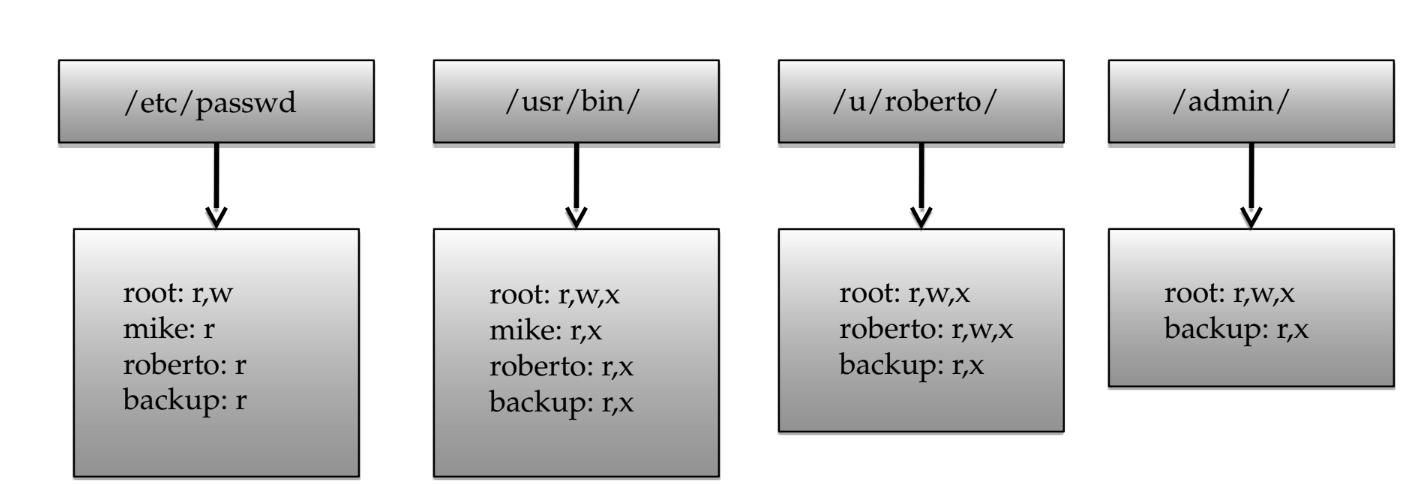 /etc/passwd
/usr/bin/
/u/roberto/
/admin/
root: r,w
mike: r
roberto: r
backup: r
root: r,w,x
mike: r,x
roberto: r,x
backup: r,x
root: r,w,x
roberto: r,w,x
backup: r,x
root: r,w,x
backup: r,x